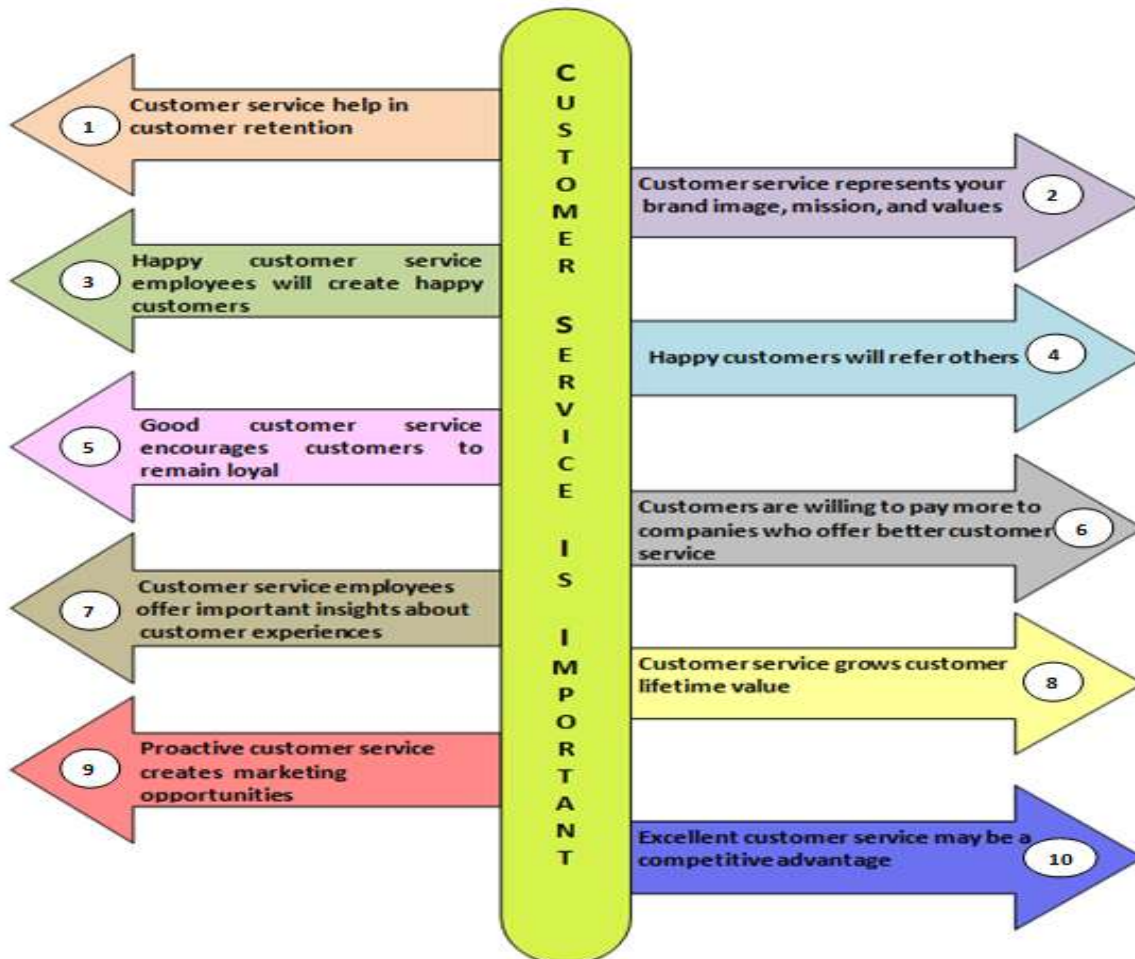 CUSTOMER SERVICE IS IMPORTANT
1
Customer service help in
customer retention
2
Customer service represents your
brand image, mission, and values
3
Happy customer service
employees will create happy
customers
4
Happy customers will refer others
5
Good customer service
encourages customers to
remain loyal
6
Customers are willing to pay more to
companies who offer better customer
service
7
Customer service employees
offer important insights about
customer experiences
8
Customer service grows customer
lifetime value
9
Proactive customer service
creates marketing
opportunities
10
Excellent customer service may be a
competitive advantage